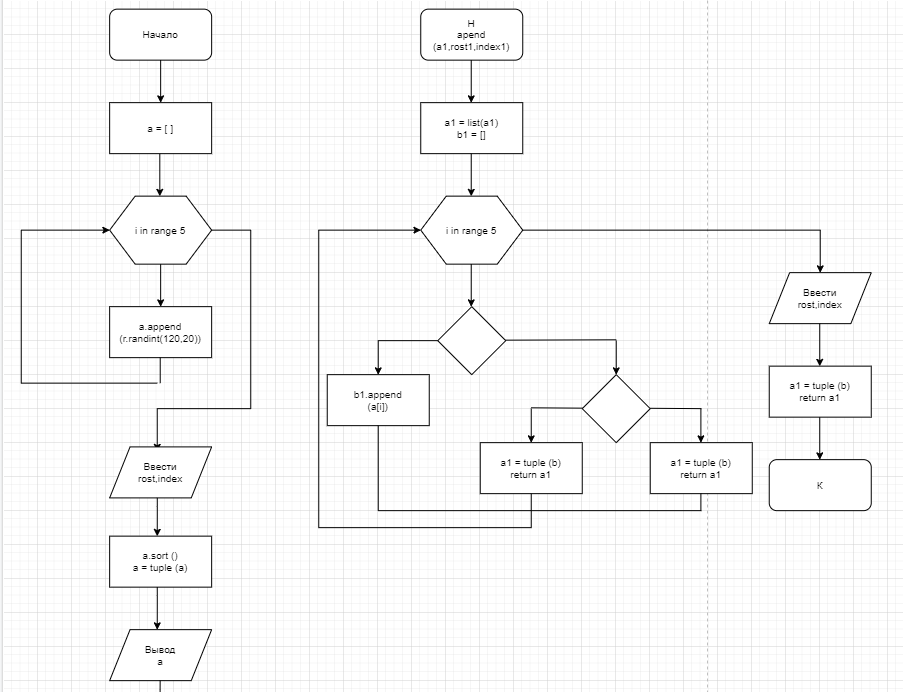 Начало
a = [ ]
i in range 5
a.append
(r.randint(120,20))
Ввести
rost,index
a.sort ()
a = tuple (a)
Вывод
a
Н
apend
(a1,rost1,index1)
a1 = list(a1)
b1 = []
i in range 5
b1.append
(a[i])
a1 = tuple (b)
return a1
a1 = tuple (b)
return a1
Ввести
rost,index
a1 = tuple (b)
return a1
К